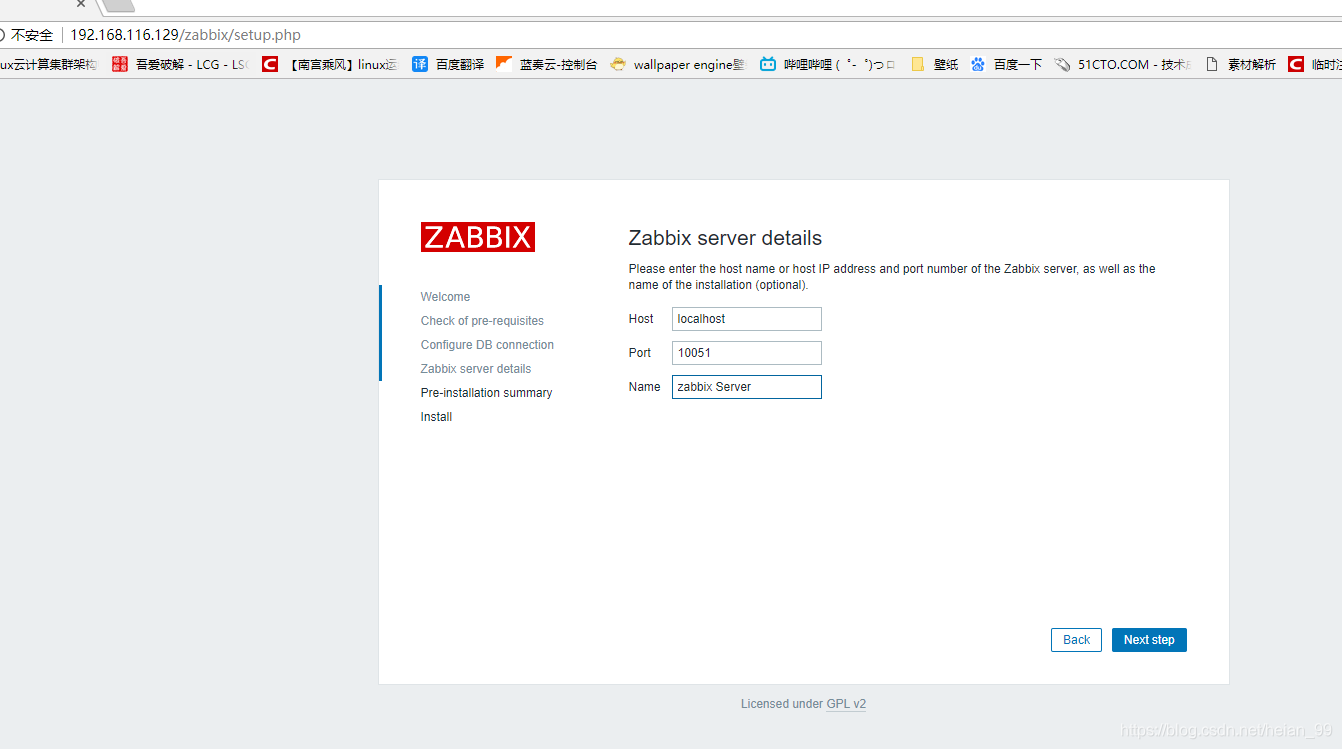 不安全 192.168.116.129/zabbix/setup.php
ux云计算集群架构 吾爱破解 - LCG - LSC 【南宫乘风】linux运 百度翻译 蓝奏云-控制台 wallpaper engine壁 哔哩哔哩 ( ゜- ゜)つロ 壁纸 百度一下 51CTO.COM - 技术成 素材解析 临时注
ZABBIX
Welcome
Check of pre-requisites
Configure DB connection
Zabbix server details
Pre-installation summary
Install
Zabbix server details
Please enter the host name or host IP address and port number of the Zabbix server, as well as the
name of the installation (optional).
Host localhost
Port 10051
Name zabbix Server
Back Next step
Licensed under GPL v2
https://blog.csdn.net/heian_99